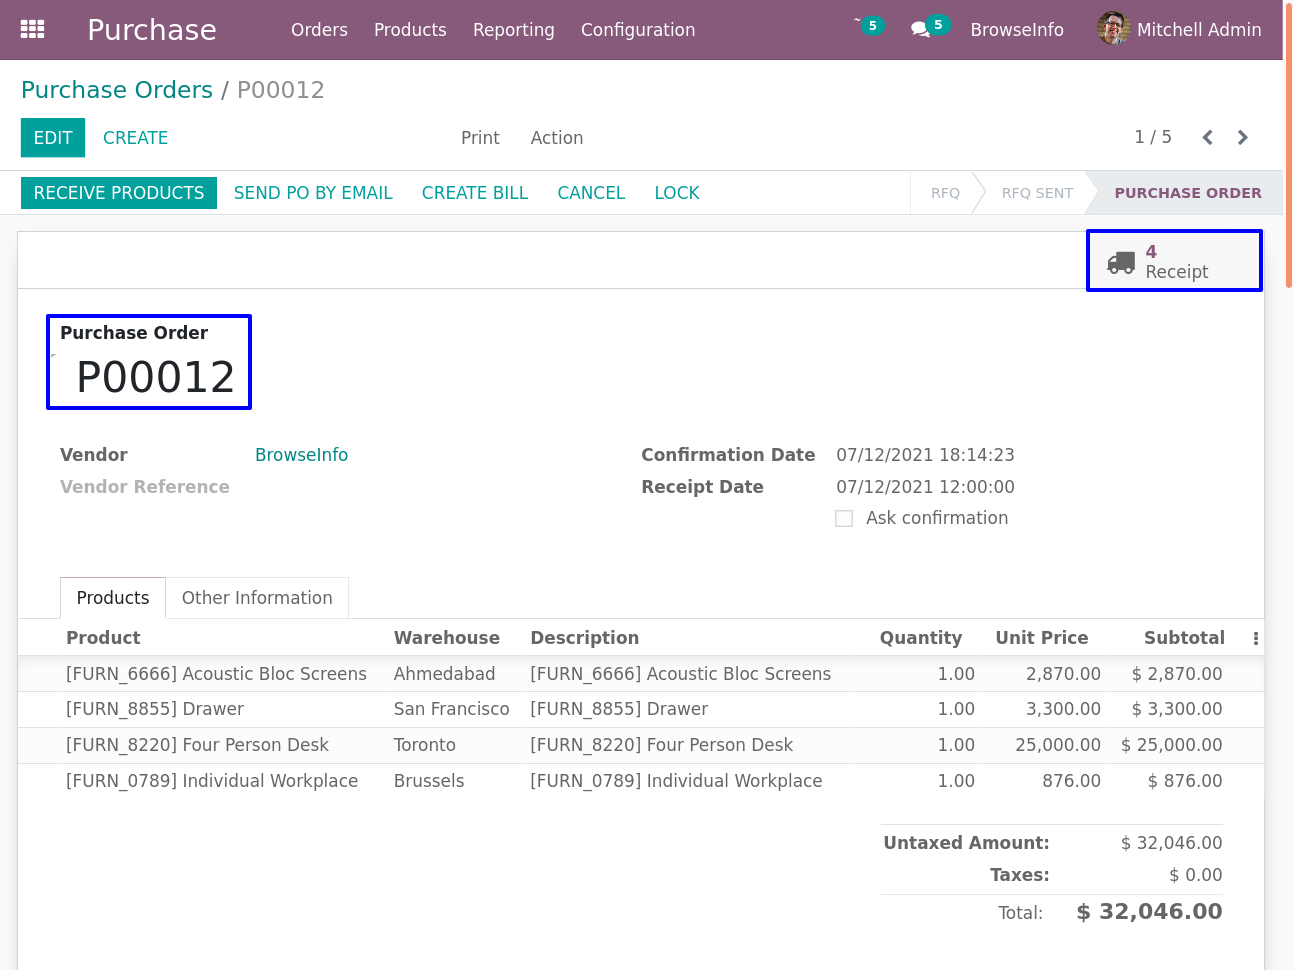 Purchase Orders Products Reporting Configuration 5 5 BrowseInfo Mitchell Admin
Purchase Orders / P00012
EDIT CREATE Print Action 1 / 5
RECEIVE PRODUCTS SEND PO BY EMAIL CREATE BILL CANCEL LOCK RFQ RFQ SENT PURCHASE ORDER
4
Receipt
Purchase Order
P00012
Vendor BrowseInfo Confirmation Date 07/12/2021 18:14:23
Vendor Reference Receipt Date 07/12/2021 12:00:00
Ask confirmation
Products Other Information
Product Warehouse Description Quantity Unit Price Subtotal
[FURN_6666] Acoustic Bloc Screens Ahmedabad [FURN_6666] Acoustic Bloc Screens 1.00 2,870.00 $ 2,870.00
[FURN_8855] Drawer San Francisco [FURN_8855] Drawer 1.00 3,300.00 $ 3,300.00
[FURN_8220] Four Person Desk Toronto [FURN_8220] Four Person Desk 1.00 25,000.00 $ 25,000.00
[FURN_0789] Individual Workplace Brussels [FURN_0789] Individual Workplace 1.00 876.00 $ 876.00
Untaxed Amount: $ 32,046.00
Taxes: $ 0.00
Total: $ 32,046.00